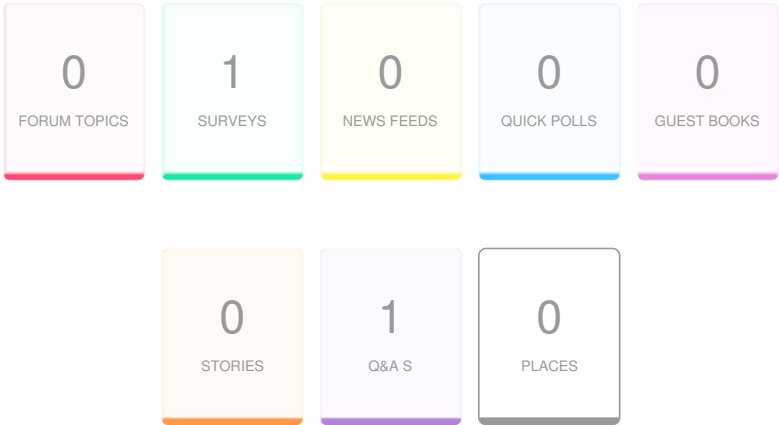 0
1
0
0
0
FORUM TOPICS
SURVEYS
NEWS FEEDS
QUICK POLLS
GUEST BOOKS
0
1
0
STORIES
Q&A S
PLACES